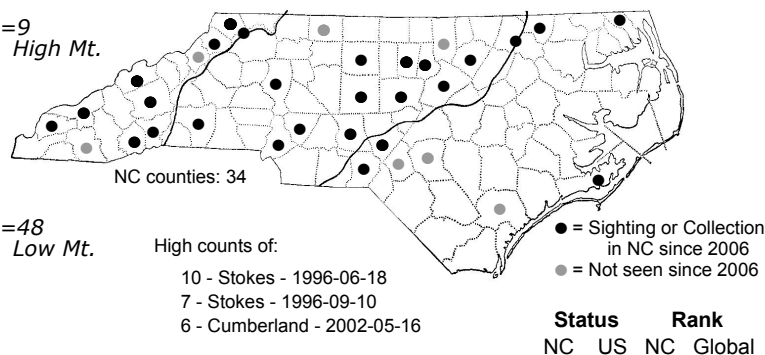 =9
High Mt.
NC counties: 34
=48
Low Mt.
High counts of:
10 - Stokes - 1996-06-18
7 - Stokes - 1996-09-10
6 - Cumberland - 2002-05-16
● = Sighting or Collection
in NC since 2006
● = Not seen since 2006
Status Rank
NC US NC Global